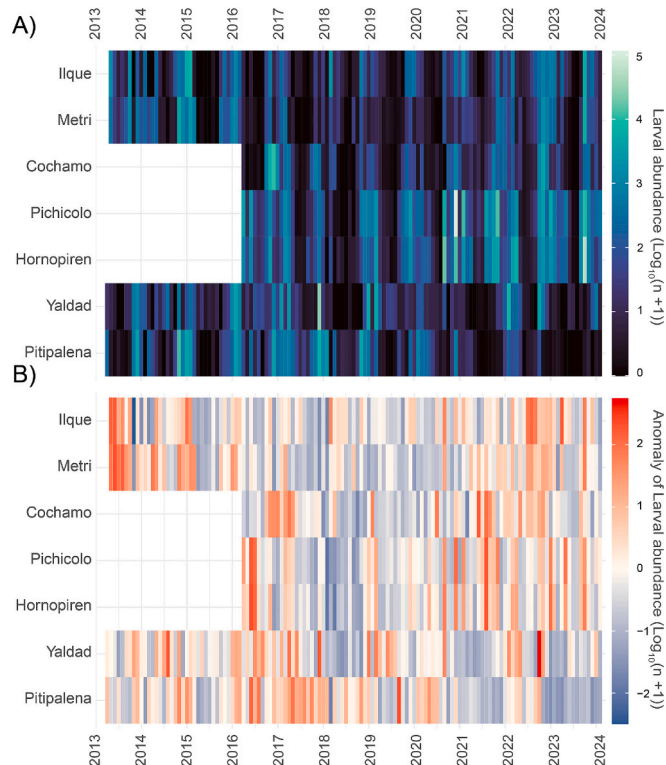 A)
2013 2014 2015 2016 2017 2018 2019 2020 2021 2022 2023 2024
Ilque
Metri
Cochamo
Pichicolo
Hornopiren
Yaldad
Pitipalena
5
4
3
2
1
0
Larval abundance (Log10(n +1))
B)
Ilque
Metri
Cochamo
Pichicolo
Hornopiren
Yaldad
Pitipalena
2
1
0
−1
−2
Anomaly of Larval abundance (Log10(n +1))
2013 2014 2015 2016 2017 2018 2019 2020 2021 2022 2023 2024